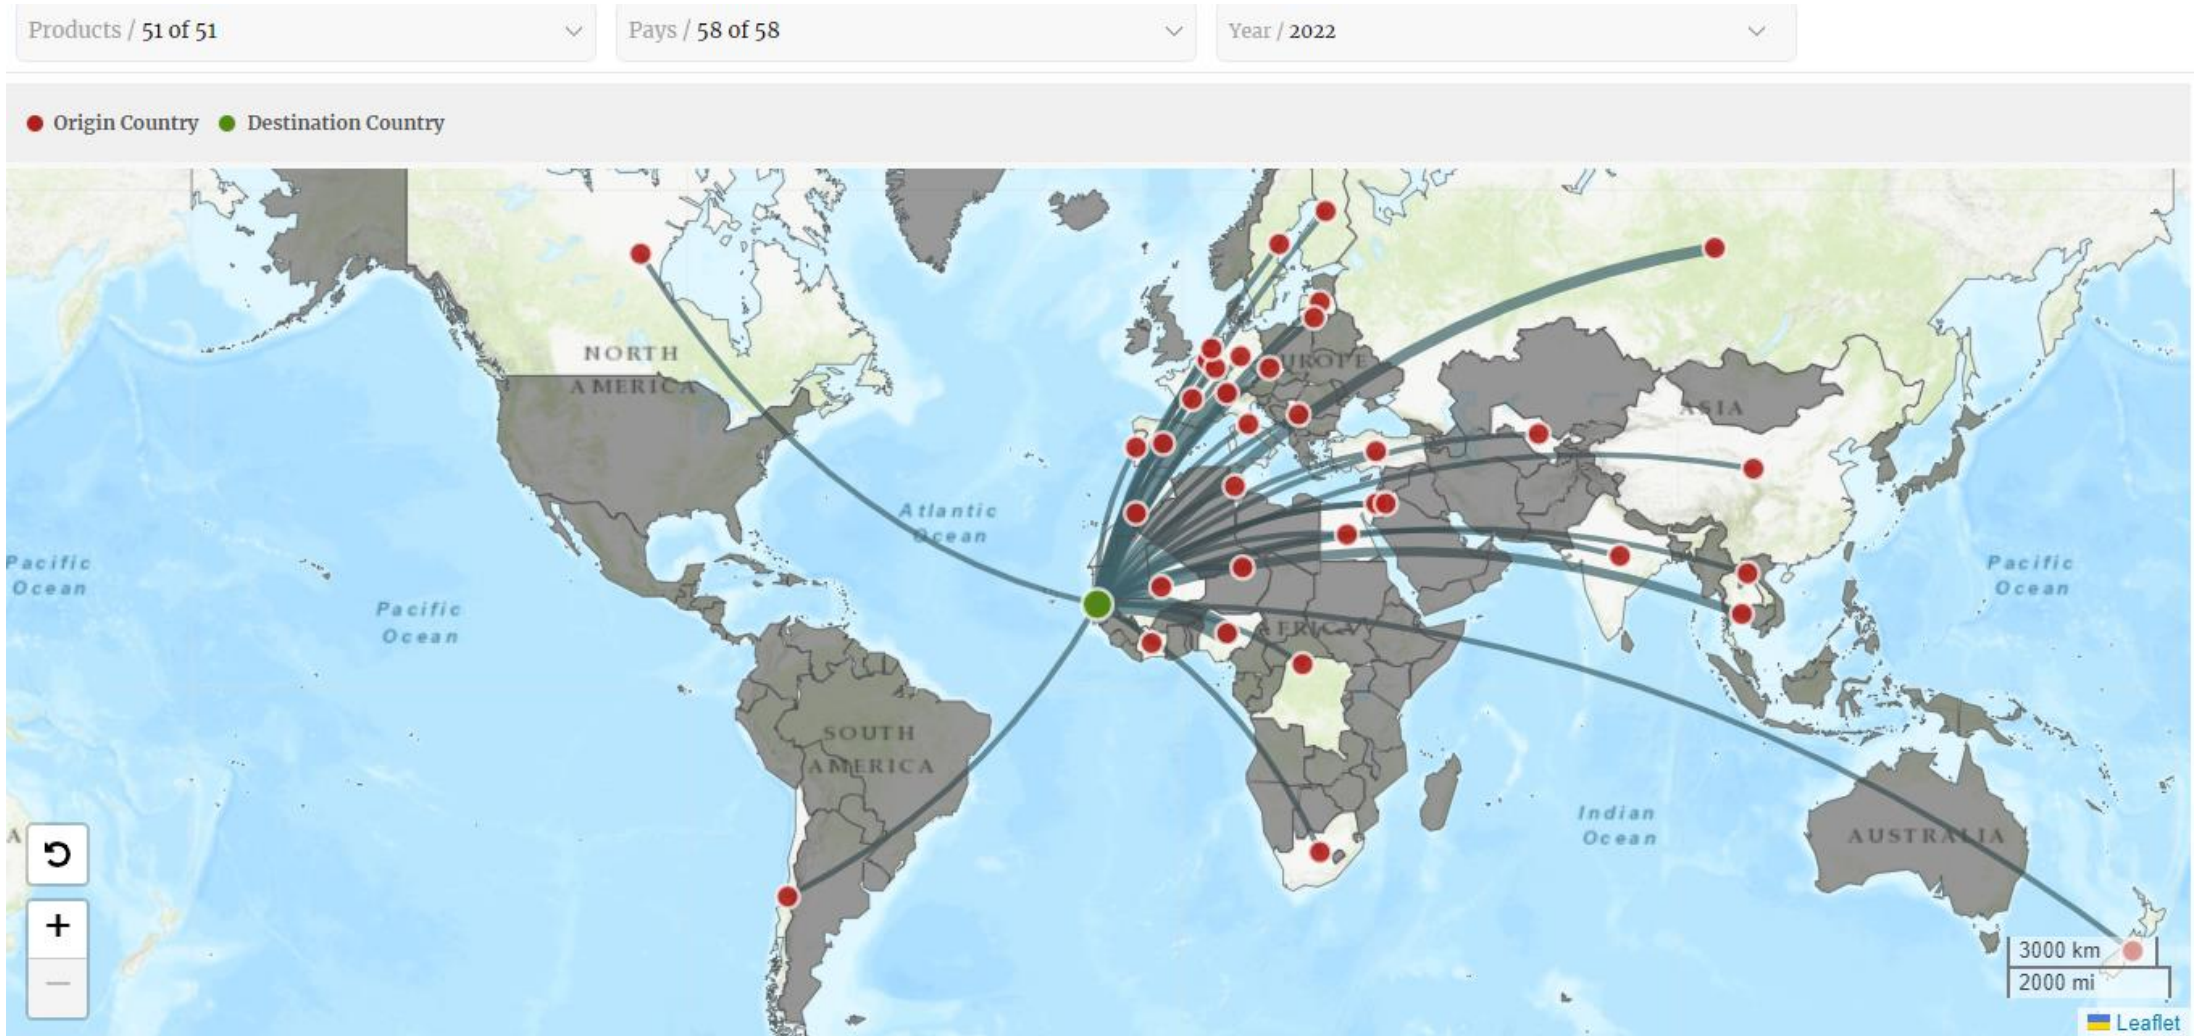 Products / 51 of 51
Pays / 58 of 58
Year / 2022
Origin Country
Destination Country
NORTH
AMERICA
Atlantic
Ocean
EUROPE
ASIA
Pacific
Ocean
Pacific
Ocean
Pacific
Ocean
AFRICA
SOUTH
AMERICA
Indian
Ocean
AUSTRALIA
A
+
−
3000 km
2000 mi
Leaflet